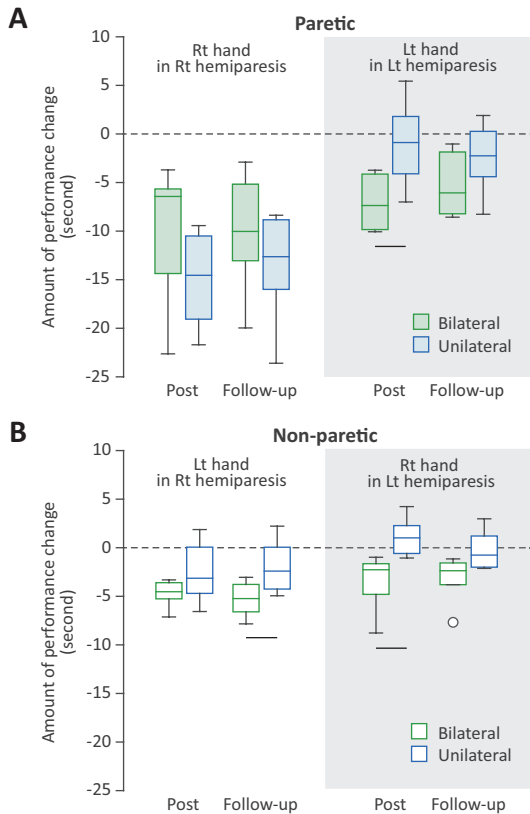 A
Paretic
Rt hand
in Rt hemiparesis
Lt hand
in Lt hemiparesis
Amount of performance change
(second)
10
5
0
-5
-10
-15
-20
-25
Bilateral
Unilateral
Post
Follow-up
Post
Follow-up
B
Non-paretic
Lt hand
in Rt hemiparesis
Rt hand
in Lt hemiparesis
Amount of performance change
(second)
10
5
0
-5
-10
-15
-20
-25
Bilateral
Unilateral
Post
Follow-up
Post
Follow-up